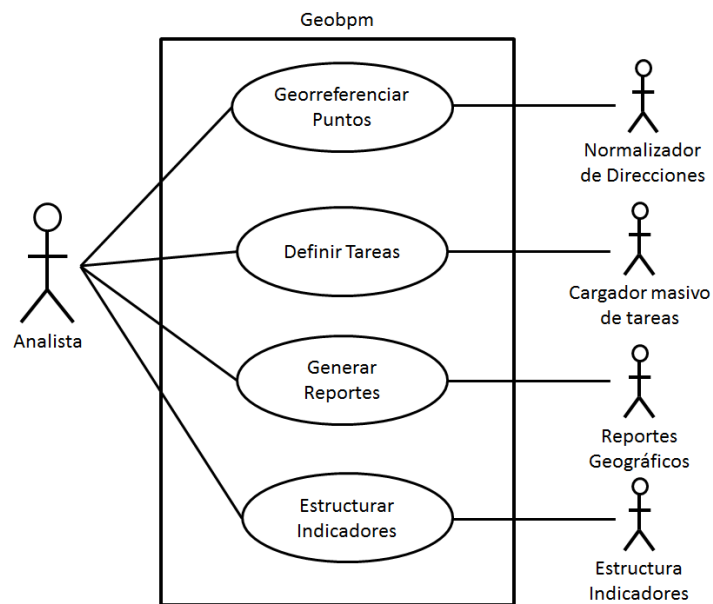 Geobpm
Georreferenciar
Puntos
Normalizador
de Direcciones
Definir Tareas
Cargador masivo
de tareas
Analista
Generar
Reportes
Reportes
Geográficos
Estructurar
Indicadores
Estructura
Indicadores